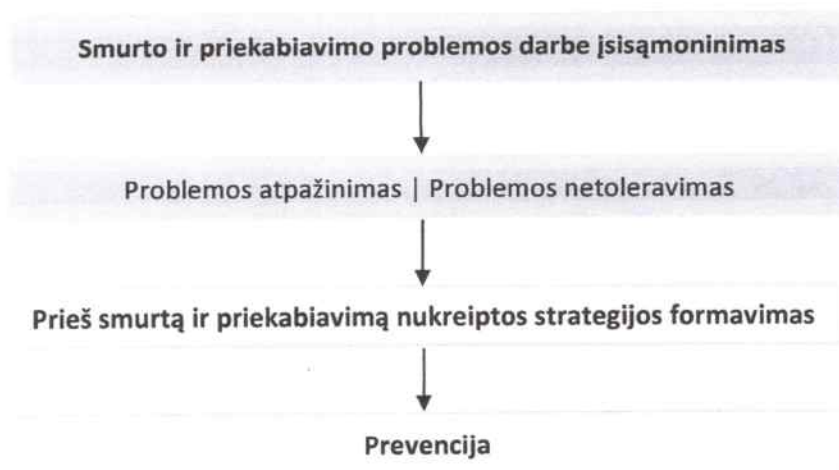 Smurto ir priekabiavimo problemos darbe įsisąmoninimas
Problemos atpažinimas | Problemos netoleravimas
Prieš smurtą ir priekabiavimą nukreiptos strategijos formavimas
Prevencija